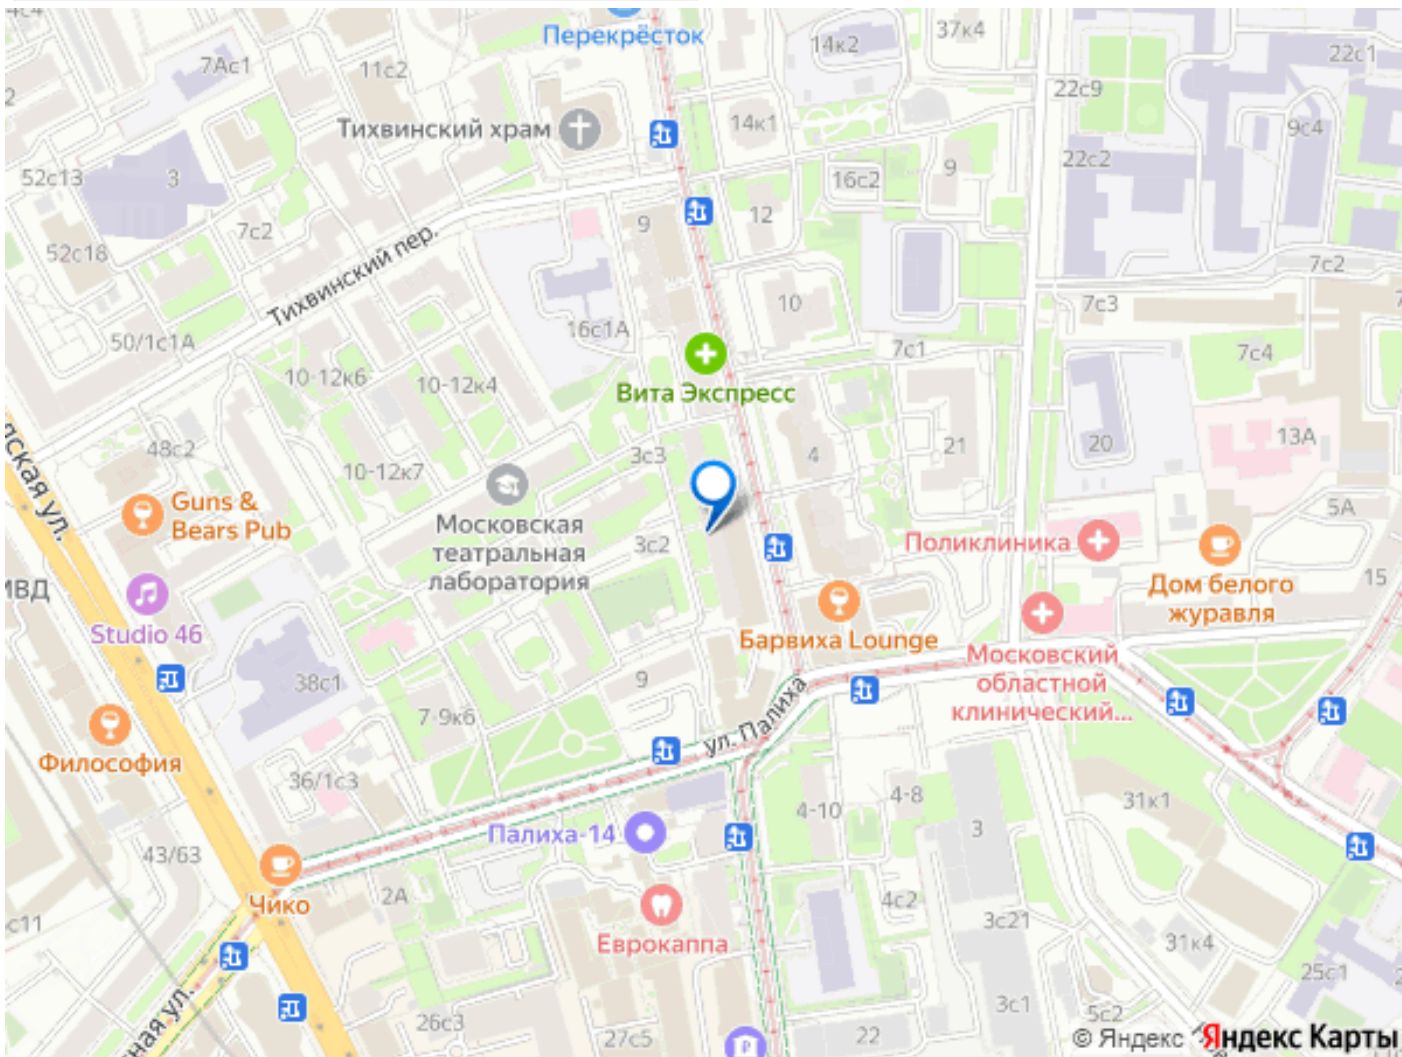 4с4
Перекрёсток
14к2
37к4
22с1
7Ас1
11с2
22с9
Тихвинский храм
14к1
9с4
52с13
3
22с2
16с2
9
7с2
9
12
52с18
Тихвинский пер.
7с2
10
7с3
50/1с1А
16с1А
7с1
7с4
10-12к6
10-12к4
Вита Экспресс
48с2
10-12к7
3с3
4
21
20
13А
Guns &
Bears Pub
Московская
театральная
лаборатория
3с2
5А
Поликлиника
МВД
Дом белого
журавля
15
Studio 46
Барвиха Lounge
Московский
областной
клинический...
38с1
9
7-9к6
ул. Палиха
Философия
36/1с3
4-10
4-8
31к1
3
Палиха-14
43/63
2А
Чико
4с2
3с21
Еврокаппа
31к4
25с1
26с3
27с5
22
3с1
5с2
© Яндекс
Яндекс Карты